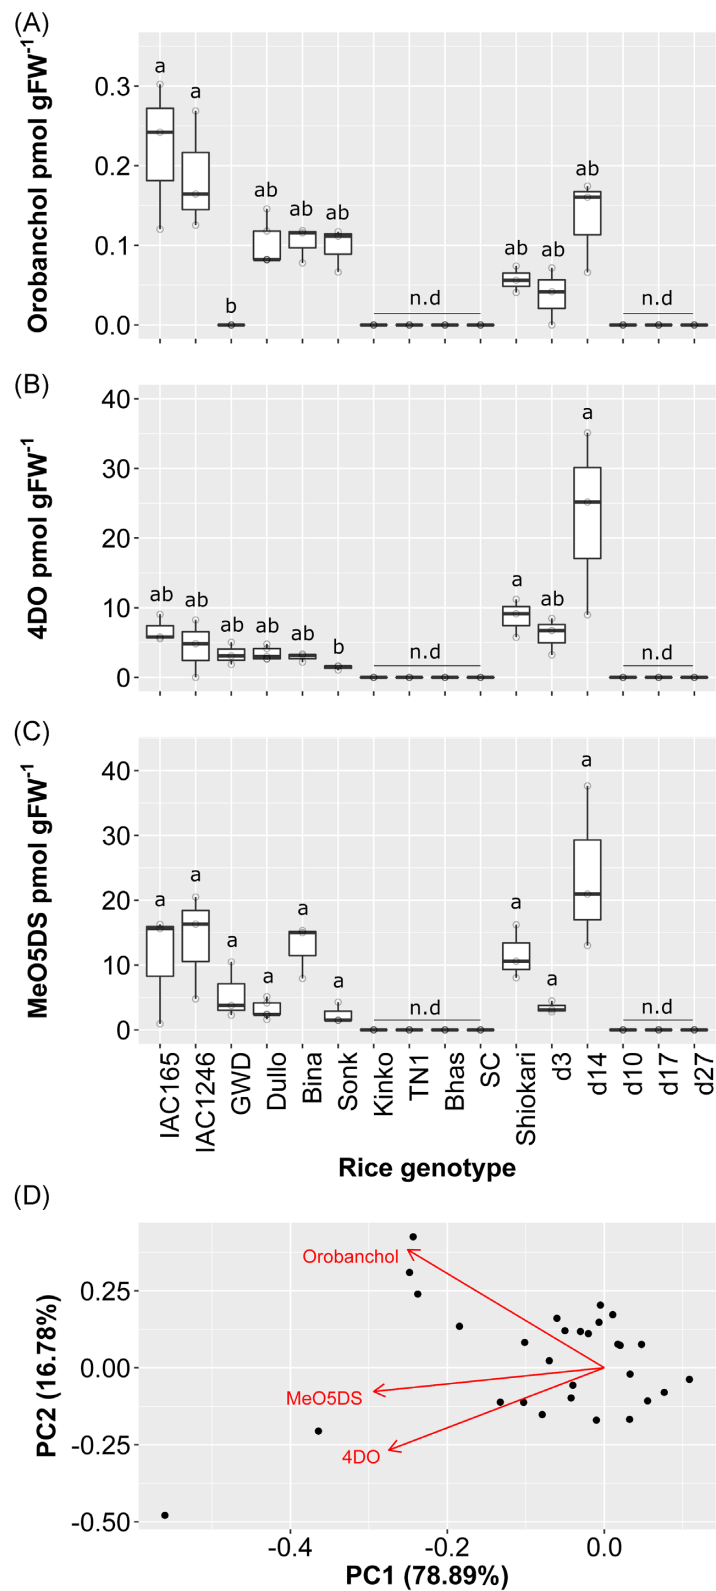 (A)
Orobanchol pmol gFW-1
0.3
0.2
0.1
0.0
a
a
b
ab
ab
ab
n.d
ab
ab
ab
n.d
(B)
4DO pmol gFW-1
40
30
20
10
0
ab
ab
ab
ab
ab
b
n.d
a
ab
a
n.d
(C)
MeO5DS pmol gFW-1
40
30
20
10
0
a
a
a
a
a
a
n.d
a
a
a
n.d
IAC165
IAC1246
GWD
Dullo
Bina
Sonk
Kinko
TN1
Bhas
SC
Shiokari
d3
d14
d10
d17
d27
Rice genotype
(D)
PC2 (16.78%)
0.25
0.00
-0.25
-0.50
Orobanchol
MeO5DS
4DO
-0.4
-0.2
0.0
PC1 (78.89%)